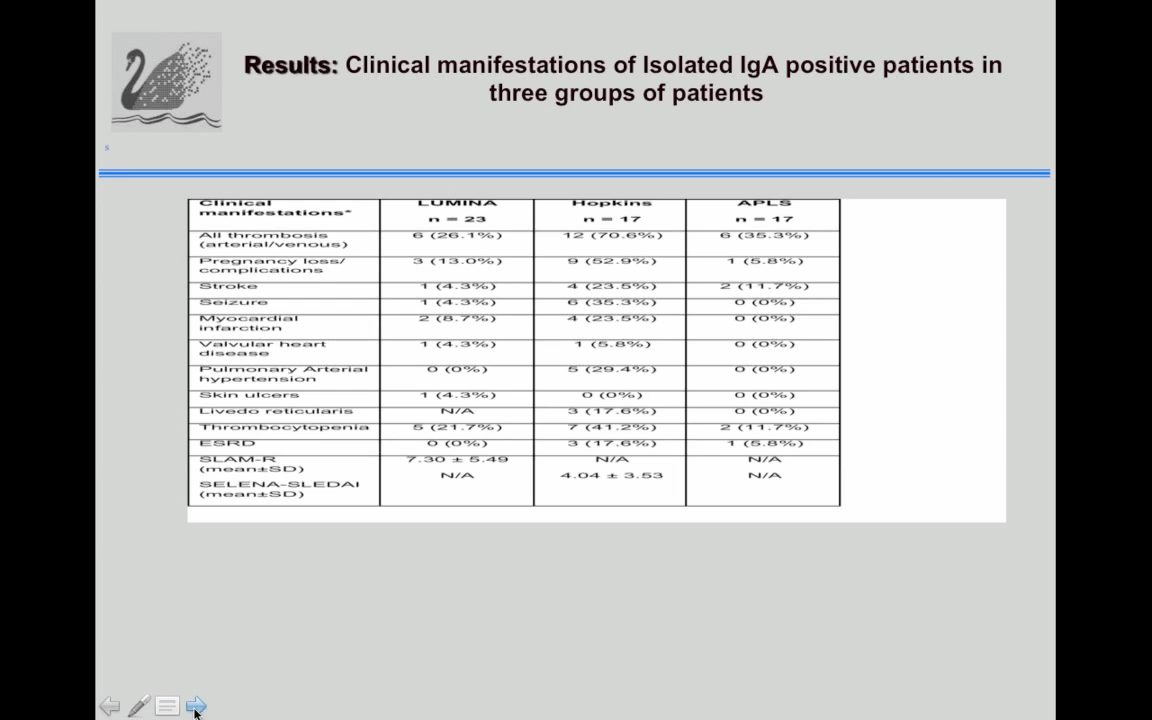 Results: Clinical manifestations of Isolated IgA positive patients in
three groups of patients
s
Clinical manifestations* LUMINA n = 23 Hopkins n = 17 APLS n = 17
All thrombosis (arterial/venous) 6 (26.1%) 12 (70.6%) 6 (35.3%)
Pregnancy loss/ complications 3 (13.0%) 9 (52.9%) 1 (5.8%)
Stroke 1 (4.3%) 4 (23.5%) 2 (11.7%)
Seizure 1 (4.3%) 6 (35.3%) 0 (0%)
Myocardial infarction 2 (8.7%) 4 (23.5%) 0 (0%)
Valvular heart disease 1 (4.3%) 1 (5.8%) 0 (0%)
Pulmonary Arterial hypertension 0 (0%) 5 (29.4%) 0 (0%)
Skin ulcers 1 (4.3%) 0 (0%) 0 (0%)
Livedo reticularis N/A 3 (17.6%) 0 (0%)
Thrombocytopenia 5 (21.7%) 7 (41.2%) 2 (11.7%)
ESRD 0 (0%) 3 (17.6%) 1 (5.8%)
SLAM-R (mean±SD) 7.30 ± 5.49 N/A N/A
SELENA-SLEDAI (mean±SD) N/A 4.04 ± 3.53 N/A